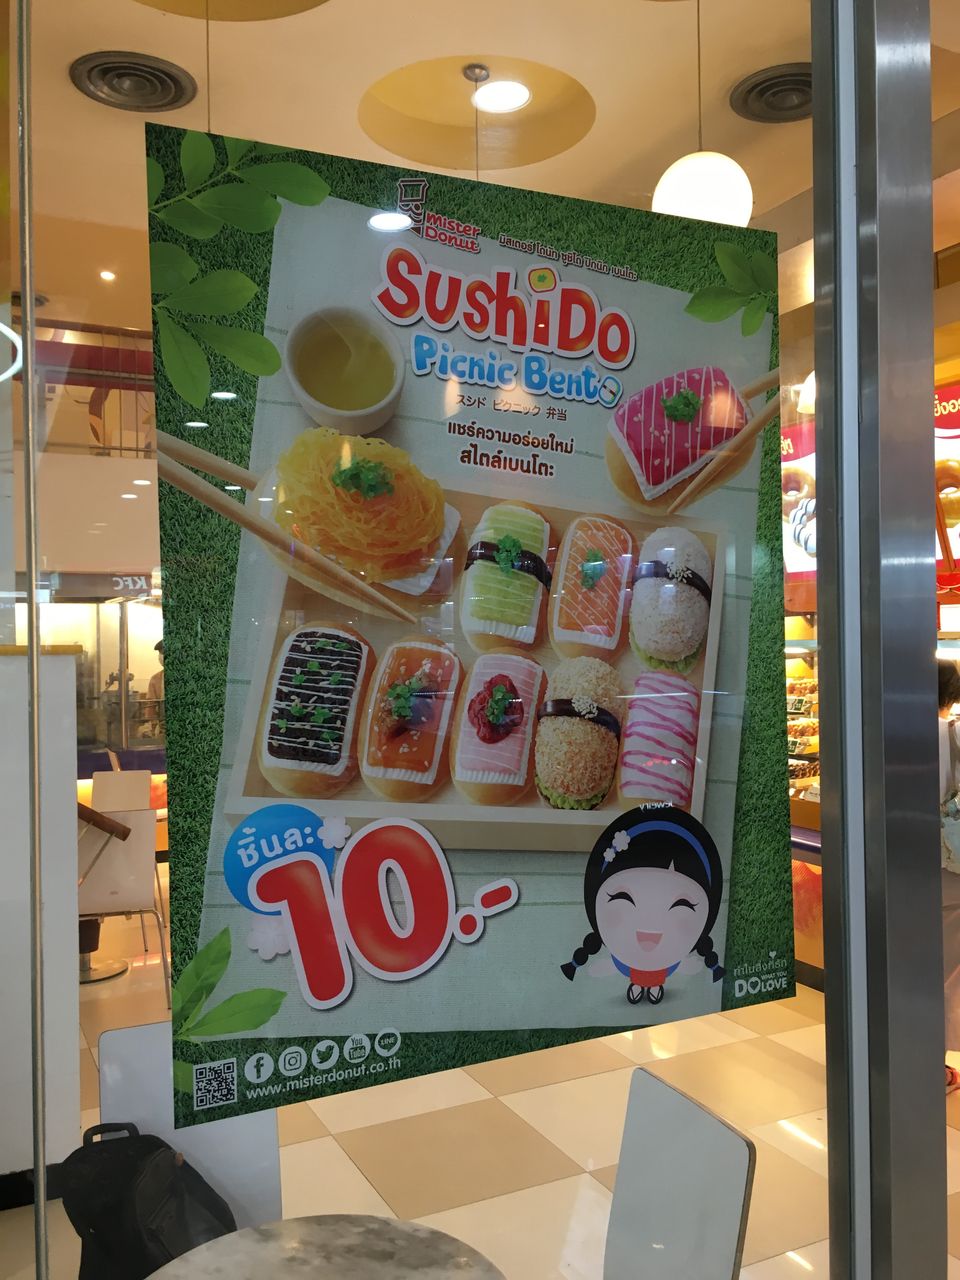 mister
Donut
มิสเตอร์ โดนัท ซูชิโด ปิกนิก เบนโตะ
SushiDo
Picnic Bento
スシド ピクニック 弁当
แชร์ความอร่อยใหม่
สไตล์เบนโตะ
KFC
ชิ้นละ
10.-
ทำในสิ่งที่รัก
DO WHAT YOU LOVE
You
Tube
LINE
www.misterdonut.co.th